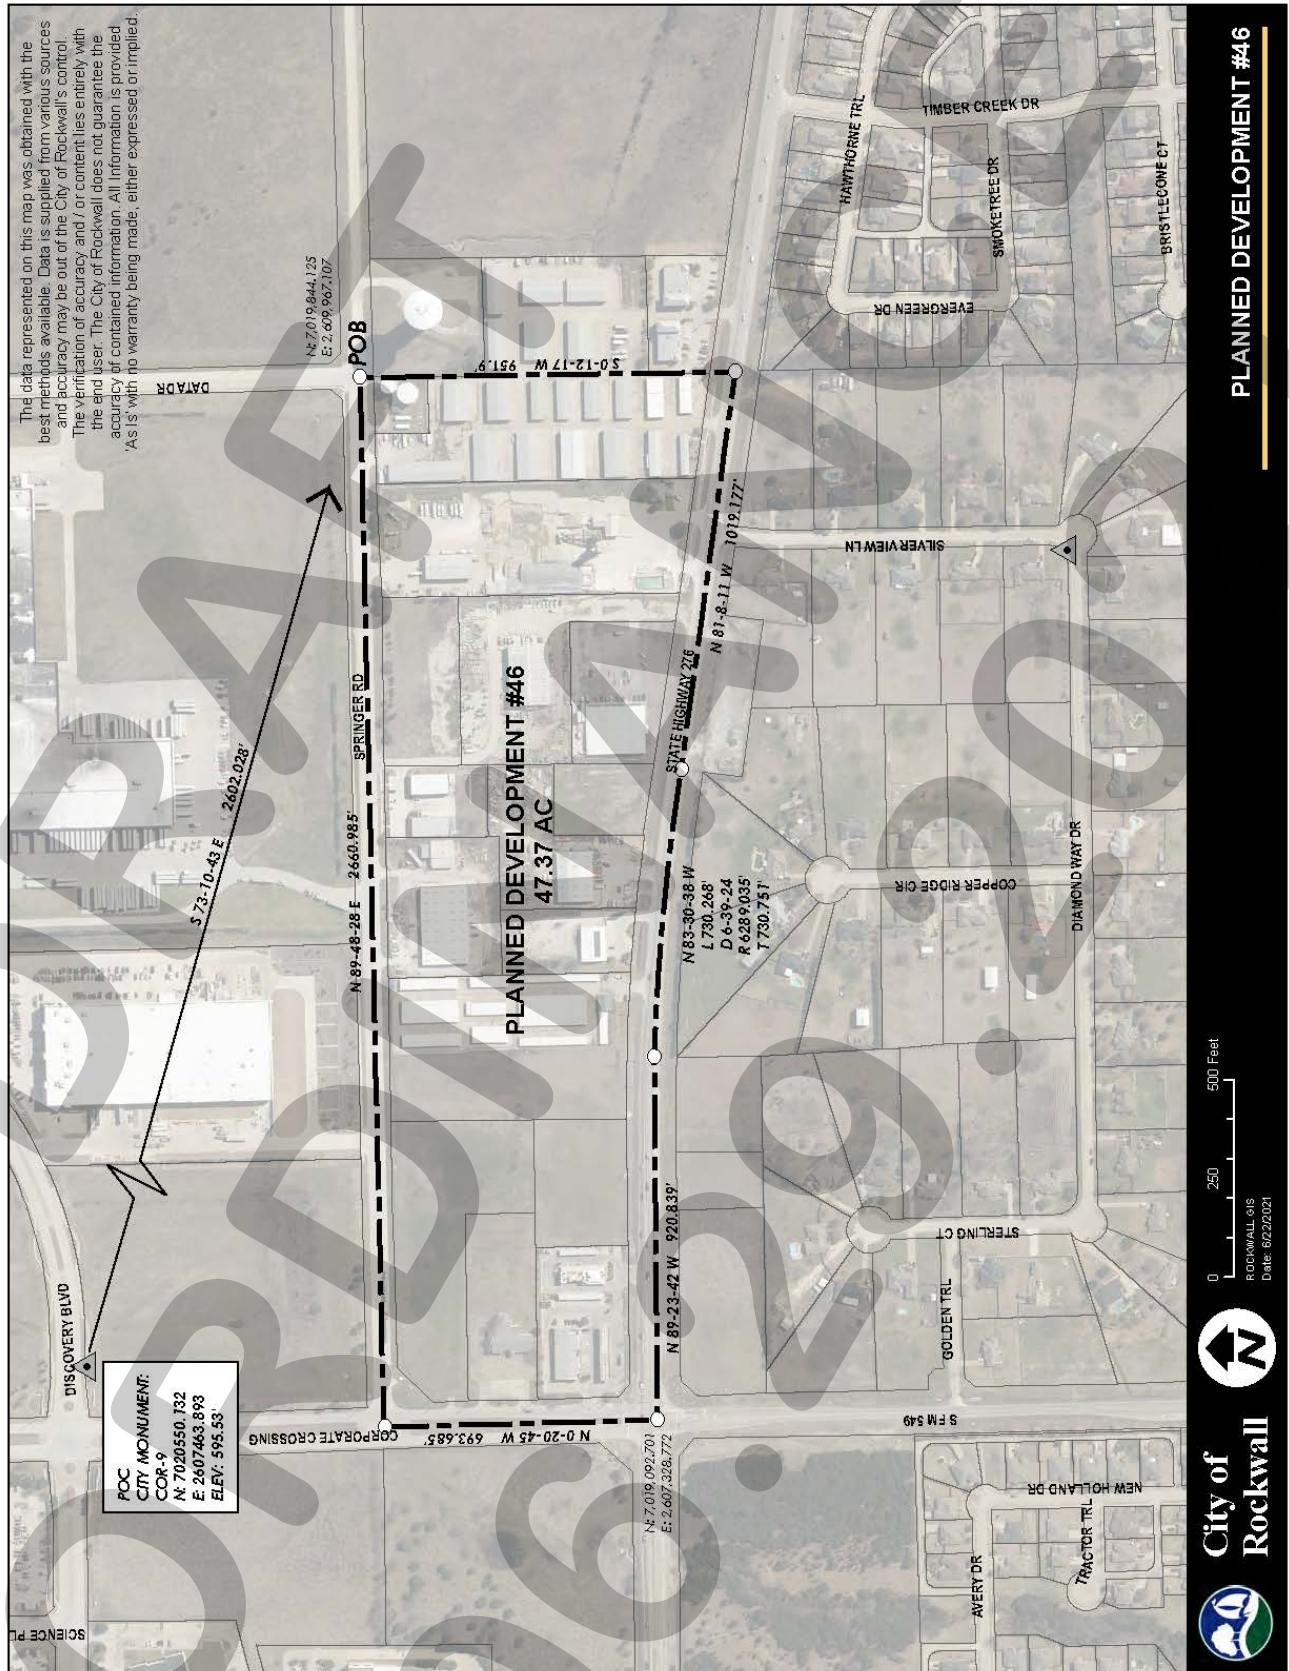 The data represented on this map was obtained with the
best methods available. Data is supplied from various sources
and accuracy may be out of the City of Rockwall's control.
The verification of accuracy and / or content lies entirely with
the end user. The City of Rockwall does not guarantee the
accuracy of contained information. All Information is provided
'As Is' with no warranty being made, either expressed or implied.
SCIENCE PL
DISCOVERY BLVD
POC
CITY MONUMENT:
COR-9
N: 7020550.132
E: 2607463.893
ELEV: 595.53'
S 73-10-43 E 2602.028'
DATA DR
N: 7,019,844.125
E: 2,609,967.107
POB
SPRINGER RD
N 89-48-28 E 2660.985'
CORPORATE CROSSING
N 0-20-45 W 693.685'
S 0-12-17 W 951.9'
PLANNED DEVELOPMENT #46
47.37 AC
N: 7,019,092.701
E: 2,607,328.772
N 89-23-42 W 920.839'
STATE HIGHWAY 276
N 83-30-38 W
L 730.268'
D 6-39-24
R 6289.035'
T 730.751'
N 81-8-11 W 1019.177'
HAWTHORNE TRL
TIMBER CREEK DR
SMOKETREE DR
EVERGREEN DR
BRISTLECONE CT
SILVER VIEW LN
COPPER RIDGE CIR
DIAMOND WAY DR
STERLING CT
GOLDEN TRL
S FM 549
NEW HOLLAND DR
AVERY DR
TRACTOR TRL
DRAFT
ORDINANCE
06.29.2021
City of
Rockwall
N
0 250 500 Feet
ROCKWALL GIS
Date: 6/22/2021
PLANNED DEVELOPMENT #46